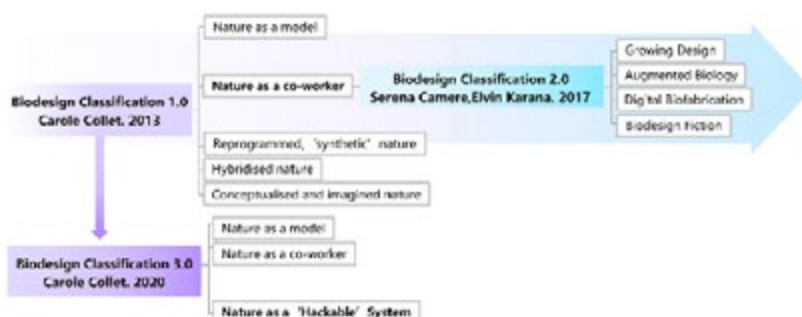 Nature as a model
Nature as a co-worker
Biodesign Classification 1.0
Carole Collet. 2013
Reprogrammed, 'synthetic' nature
Hybridised nature
Conceptualised and imagined nature
Biodesign Classification 2.0
Serena Camere,Elvin Karana. 2017
Growing Design
Augmented Biology
Digital Biofabrication
Biodesign Fiction
Biodesign Classification 3.0
Carole Collet. 2020
Nature as a model
Nature as a co-worker
Nature as a 'Hackable' System